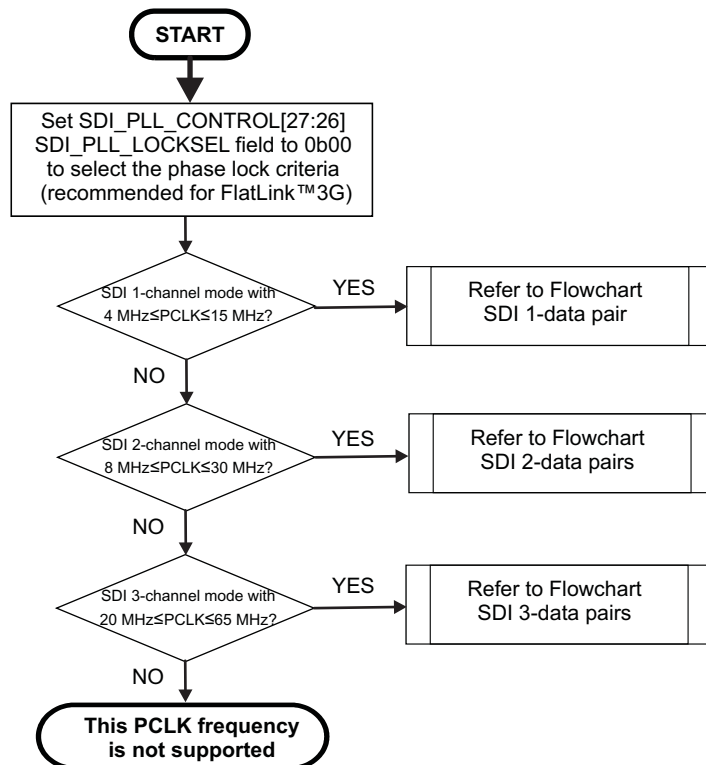 START
Set SDI_PLL_CONTROL[27:26]
SDI_PLL_LOCKSEL field to 0b00
to select the phase lock criteria
(recommended for FlatLink™3G)
SDI 1-channel mode with
4 MHz≤PCLK≤15 MHz?
YES
Refer to Flowchart
SDI 1-data pair
NO
SDI 2-channel mode with
8 MHz≤PCLK≤30 MHz?
YES
Refer to Flowchart
SDI 2-data pairs
NO
SDI 3-channel mode with
20 MHz≤PCLK≤65 MHz?
YES
Refer to Flowchart
SDI 3-data pairs
NO
This PCLK frequency
is not supported